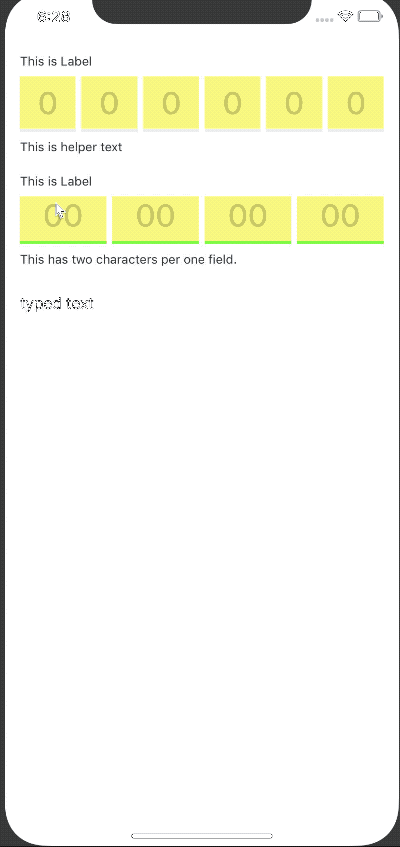 6:28
This is Label
0 0 0 0 0 0
This is helper text
This is Label
00 00 00 00
This has two characters per one field.
typed text